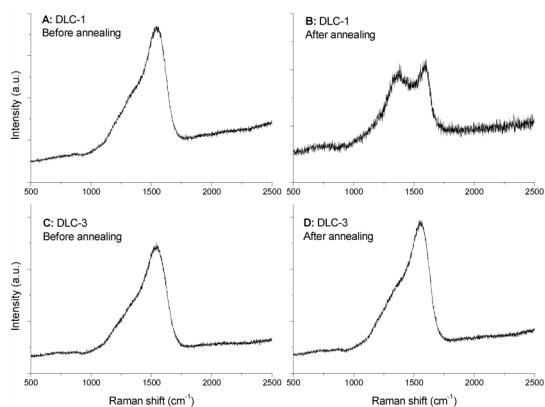 A: DLC-1
Before annealing
B: DLC-1
After annealing
Intensity (a.u.)
500 1000 1500 2000 2500
500 1000 1500 2000 2500
C: DLC-3
Before annealing
D: DLC-3
After annealing
Intensity (a.u.)
500 1000 1500 2000 2500
500 1000 1500 2000 2500
Raman shift (cm⁻¹)
Raman shift (cm⁻¹)